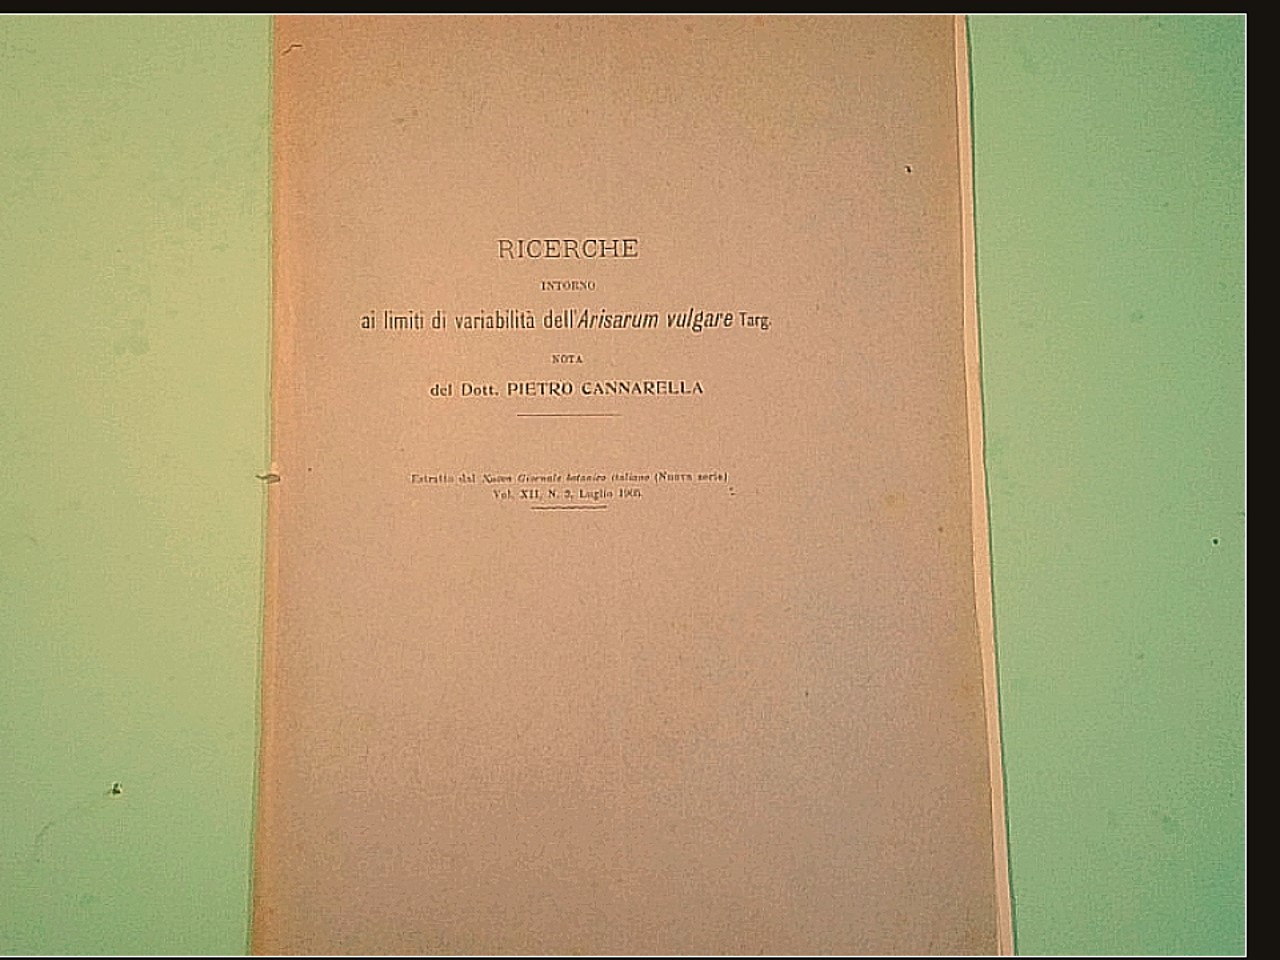 RICERCHE
INTORNO
ai limiti di variabilità dell'Arisarum vulgare Targ.
NOTA
del Dott. PIETRO CANNARELLA
Estratto dal Nuovo Giornale botanico italiano (Nuova serie)
Vol. XII, N. 3, Luglio 1905.